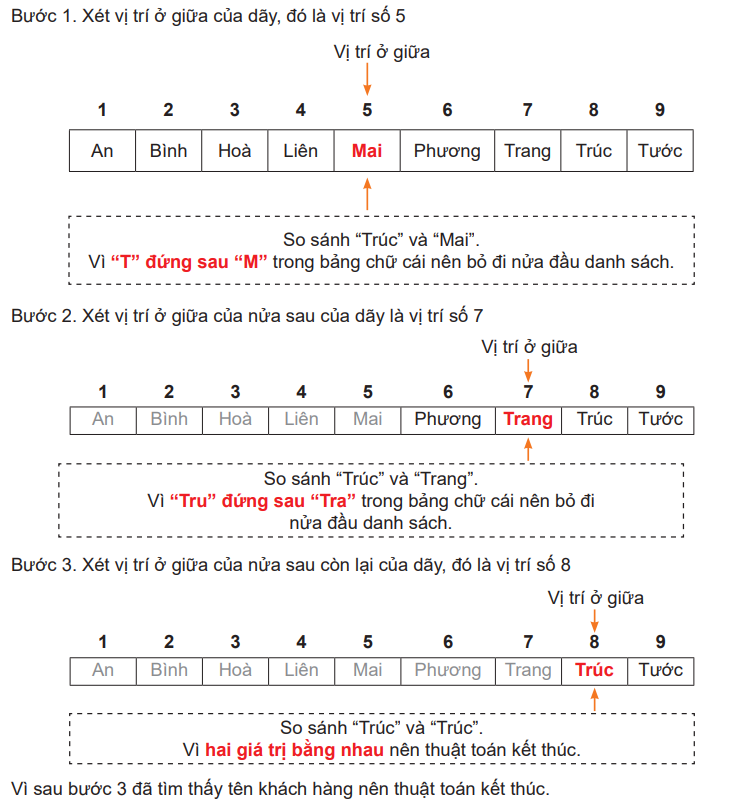 Bước 1. Xét vị trí ở giữa của dãy, đó là vị trí số 5
Vị trí ở giữa
1 2 3 4 5 6 7 8 9
An Bình Hoà Liên Mai Phương Trang Trúc Tước
So sánh “Trúc” và “Mai”.
Vì “T” đứng sau “M” trong bảng chữ cái nên bỏ đi nửa đầu danh sách.
Bước 2. Xét vị trí ở giữa của nửa sau của dãy là vị trí số 7
Vị trí ở giữa
1 2 3 4 5 6 7 8 9
An Bình Hoà Liên Mai Phương Trang Trúc Tước
So sánh “Trúc” và “Trang”.
Vì “Tru” đứng sau “Tra” trong bảng chữ cái nên bỏ đi
nửa đầu danh sách.
Bước 3. Xét vị trí ở giữa của nửa sau còn lại của dãy, đó là vị trí số 8
Vị trí ở giữa
1 2 3 4 5 6 7 8 9
An Bình Hoà Liên Mai Phương Trang Trúc Tước
So sánh “Trúc” và “Trúc”.
Vì hai giá trị bằng nhau nên thuật toán kết thúc.
Vì sau bước 3 đã tìm thấy tên khách hàng nên thuật toán kết thúc.